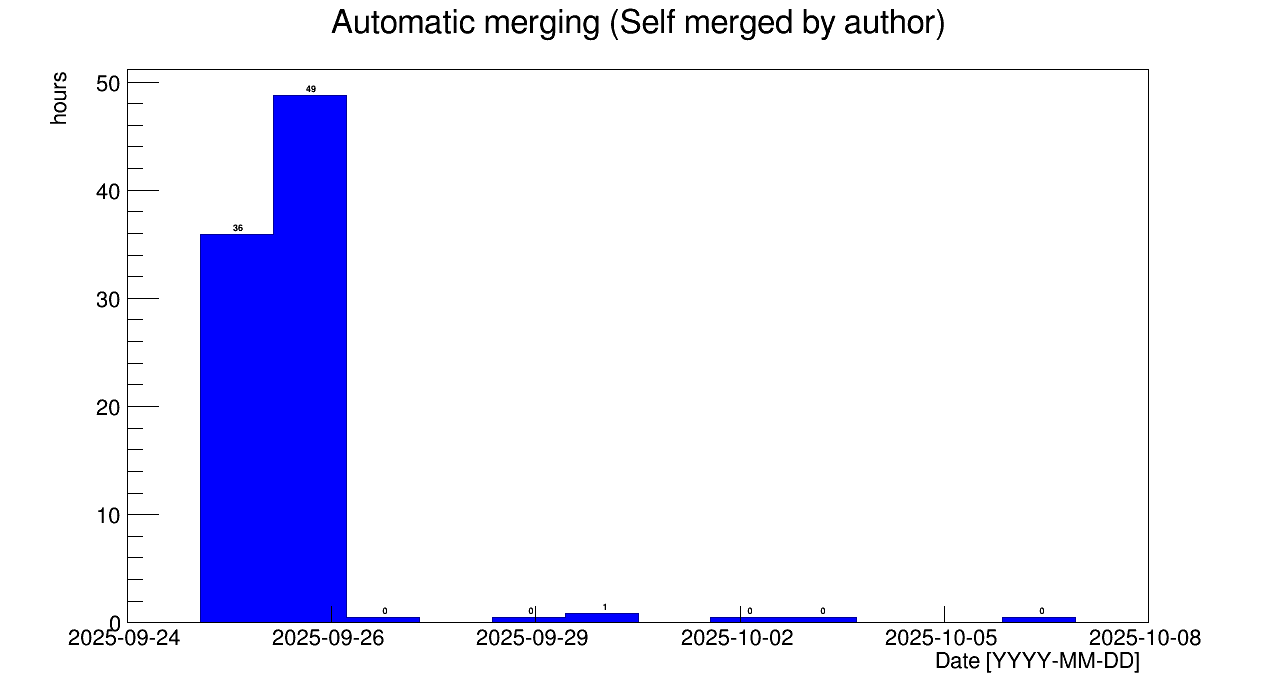 Automatic merging (Self merged by author)
hours
50
49
40
36
30
20
10
0
0 0 1 0 0 0
2025-09-24 2025-09-26 2025-09-29 2025-10-02 2025-10-05 2025-10-08
Date [YYYY-MM-DD]